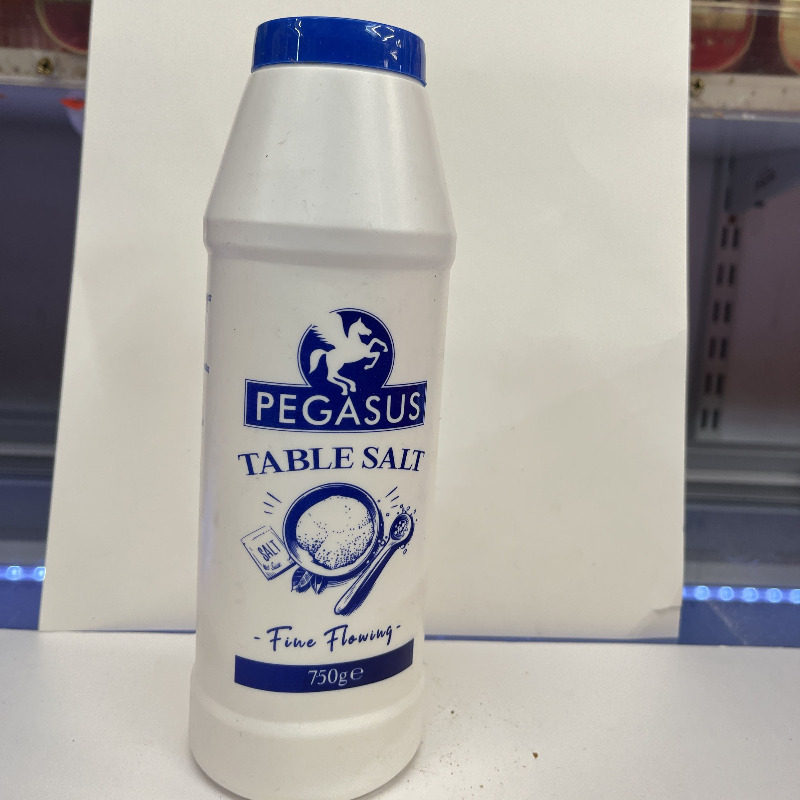 PEGASUS
TABLE SALT
SALT
- Fine Flowing -
750g℮